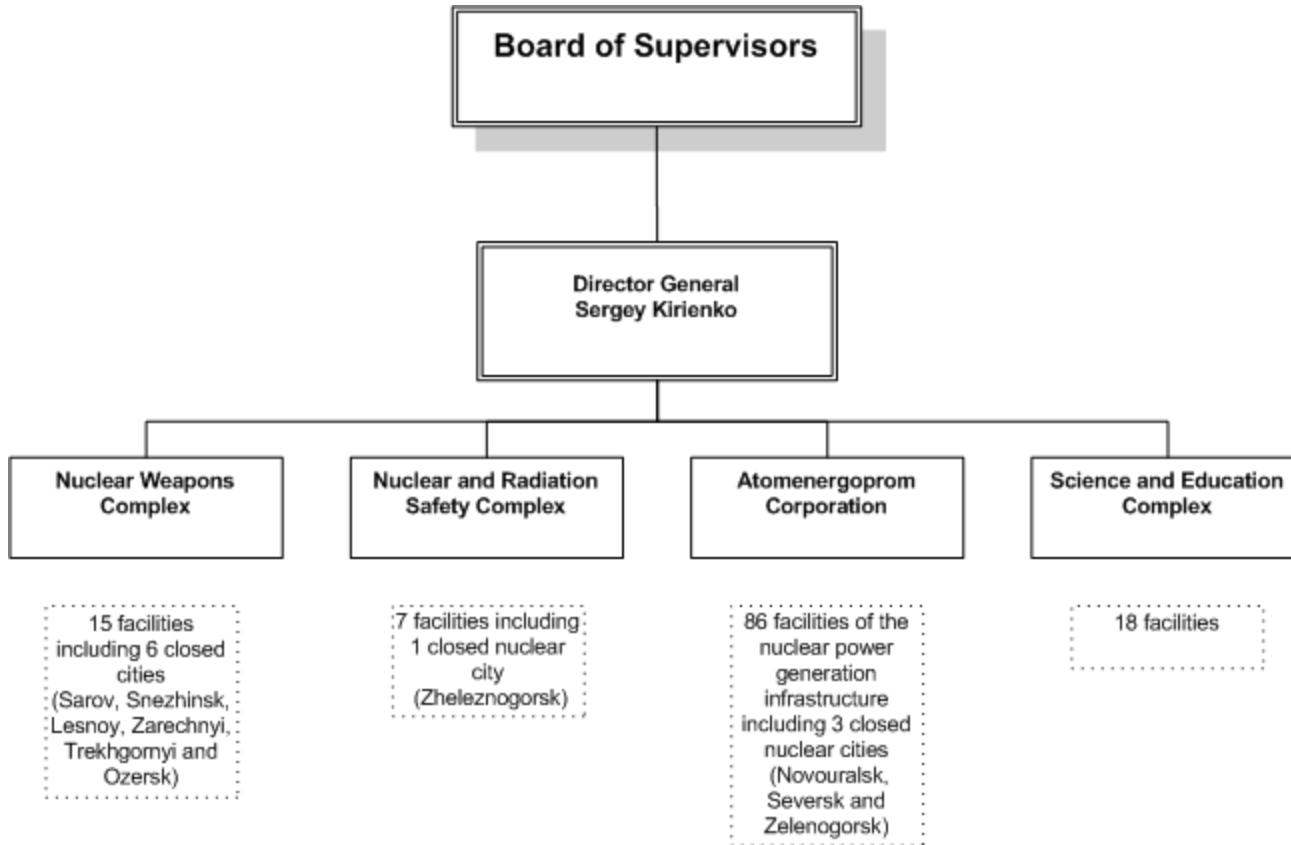 Board of Supervisors
Director General
Sergey Kirienko
Nuclear Weapons
Complex
Nuclear and Radiation
Safety Complex
Atomenergoprom
Corporation
Science and Education
Complex
15 facilities
including 6 closed
cities
(Sarov, Snezhinsk,
Lesnoy, Zarechnyi,
Trekhgornyi and
Ozersk)
7 facilities including
1 closed nuclear
city
(Zheleznogorsk)
86 facilities of the
nuclear power
generation
infrastructure
including 3 closed
nuclear cities
(Novouralsk,
Seversk and
Zelenogorsk)
18 facilities